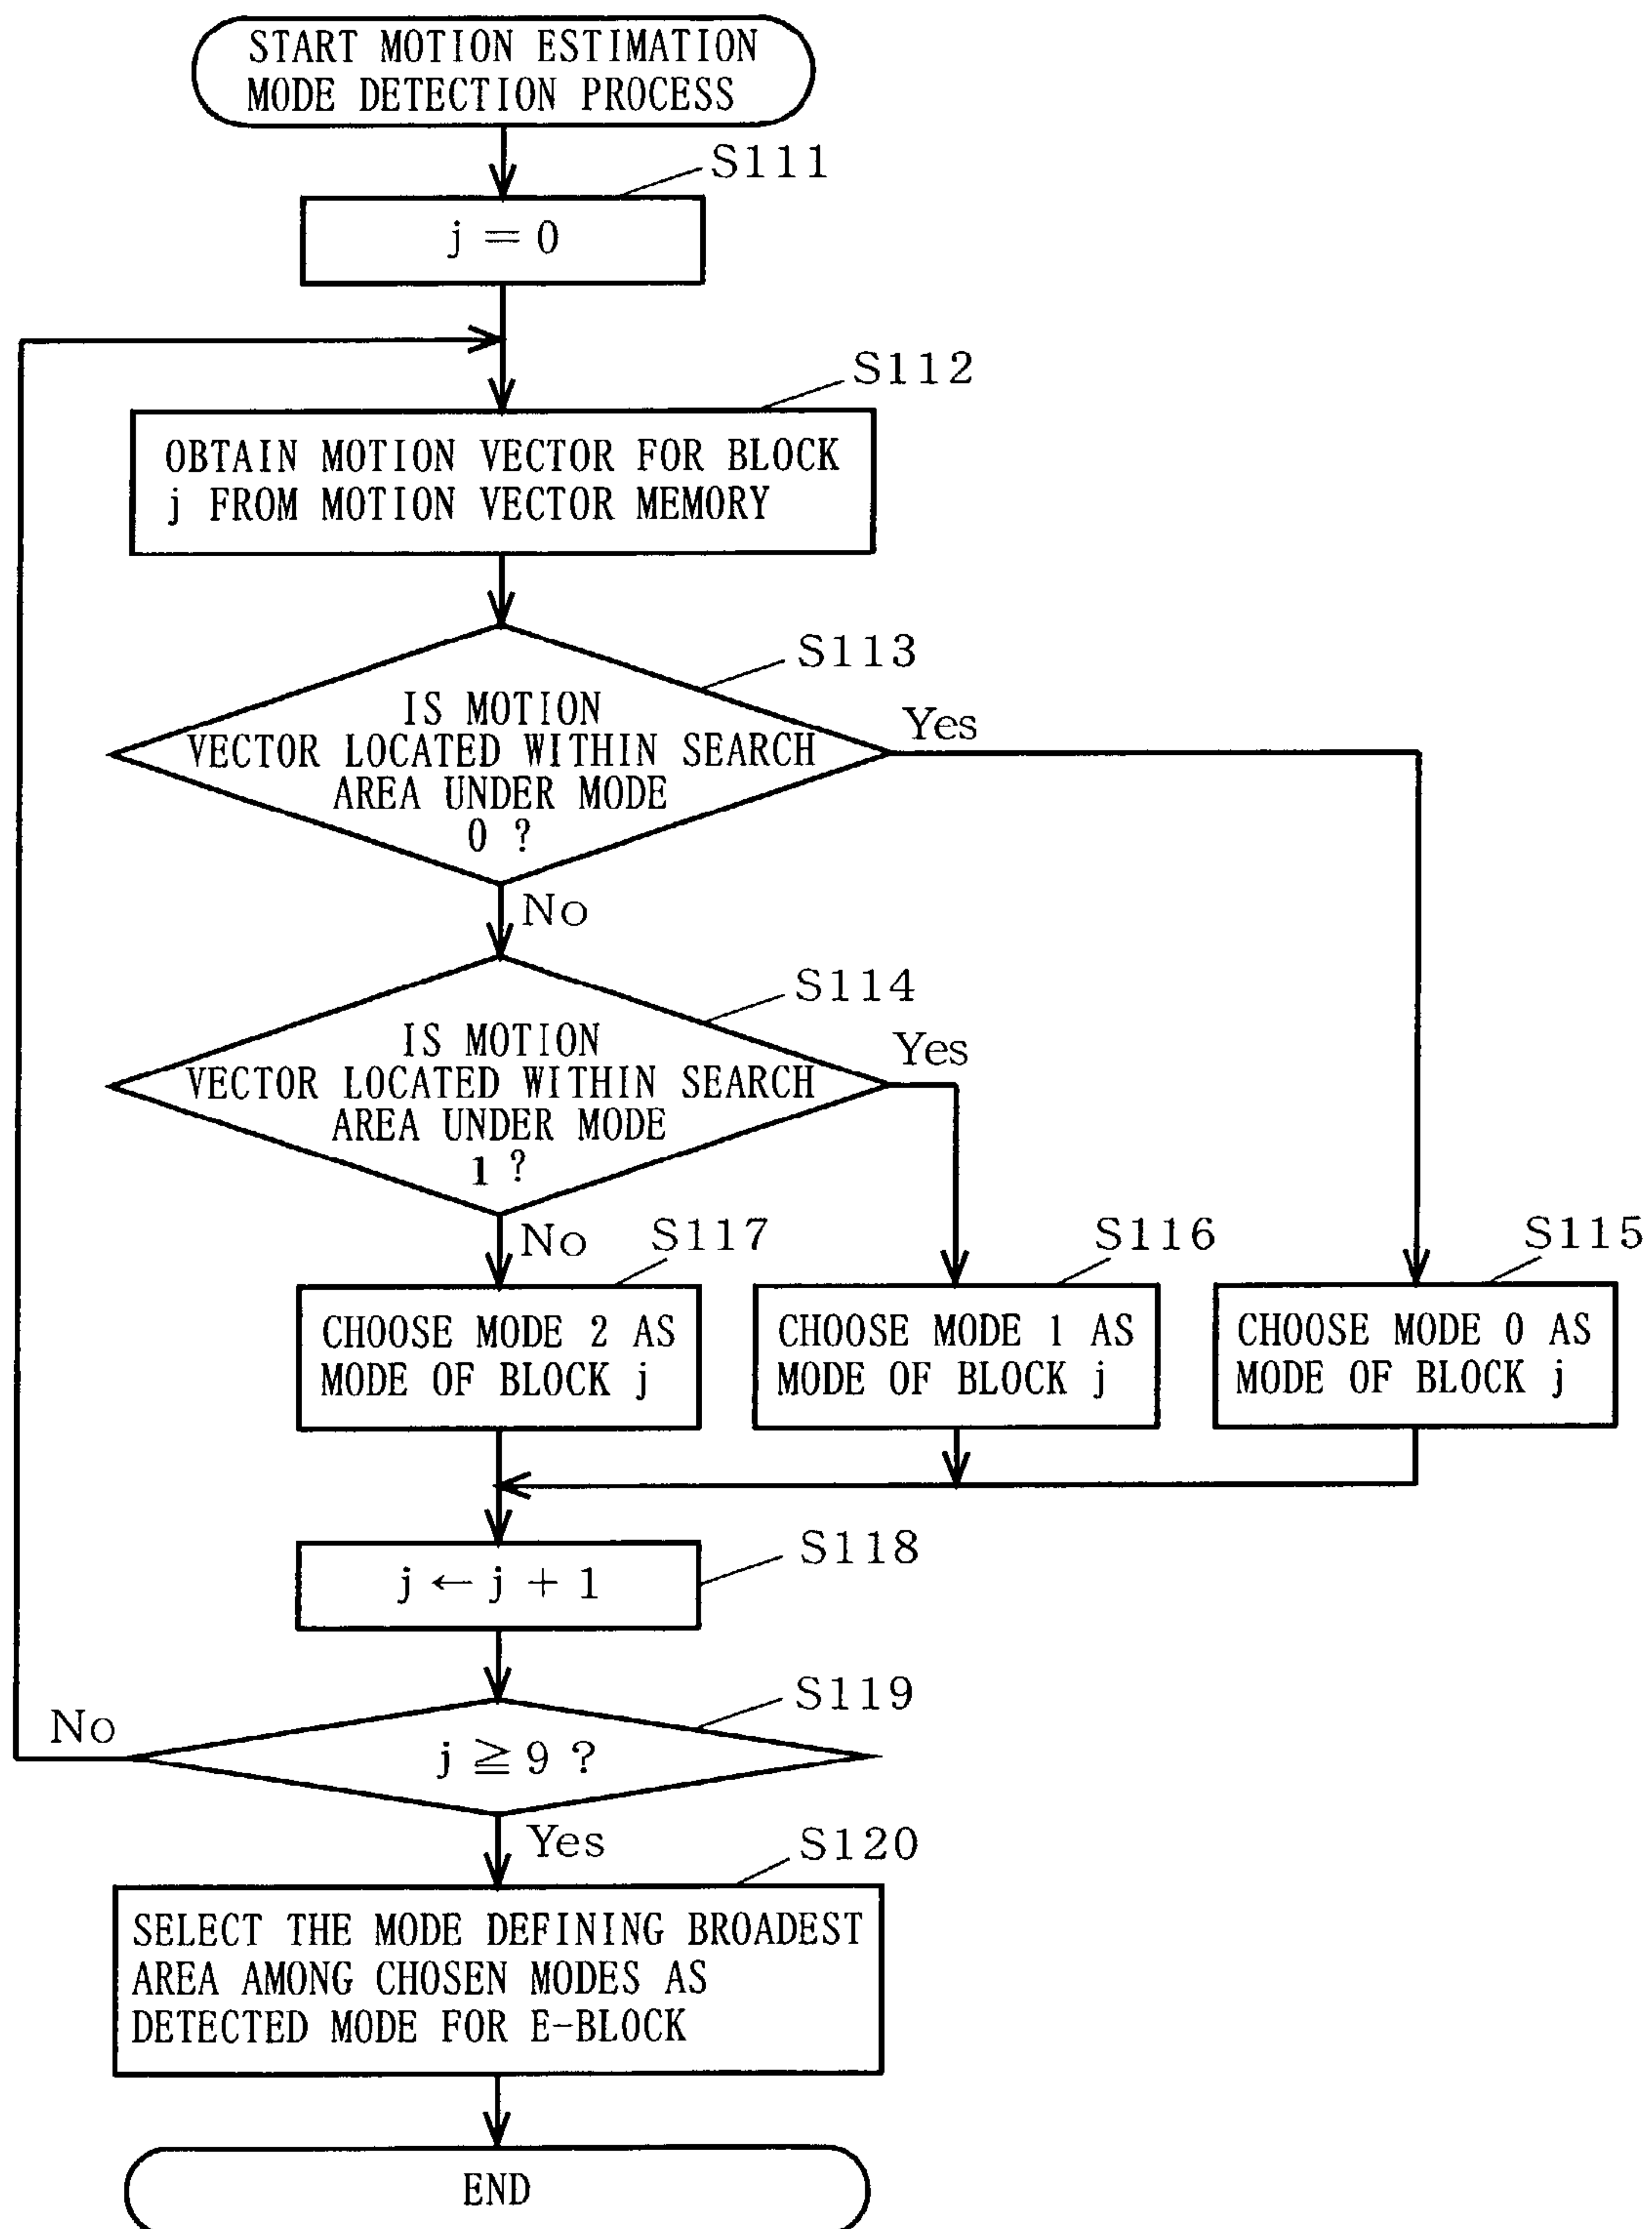 START MOTION ESTIMATION
MODE DETECTION PROCESS
S111
j = 0
S112
OBTAIN MOTION VECTOR FOR BLOCK
j FROM MOTION VECTOR MEMORY
S113
IS MOTION
VECTOR LOCATED WITHIN SEARCH
AREA UNDER MODE
0 ?
Yes
No
S114
IS MOTION
VECTOR LOCATED WITHIN SEARCH
AREA UNDER MODE
1 ?
Yes
No
S117
S116
S115
CHOOSE MODE 2 AS
MODE OF BLOCK j
CHOOSE MODE 1 AS
MODE OF BLOCK j
CHOOSE MODE 0 AS
MODE OF BLOCK j
S118
j ← j + 1
S119
No
j ≧ 9 ?
Yes
S120
SELECT THE MODE DEFINING BROADEST
AREA AMONG CHOSEN MODES AS
DETECTED MODE FOR E-BLOCK
END